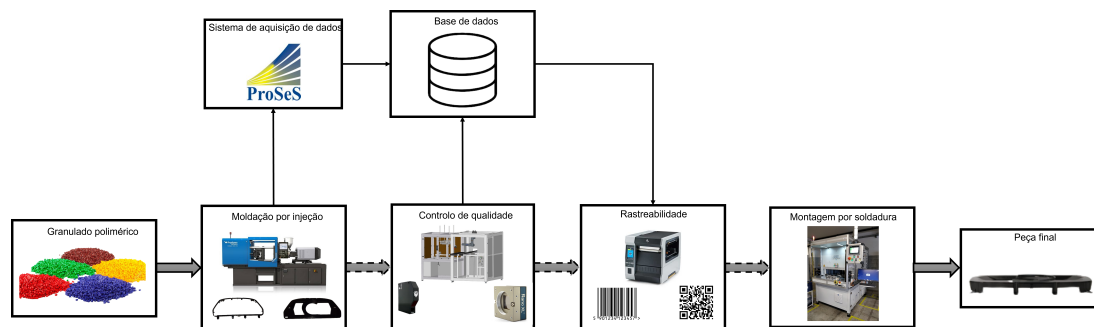 Sistema de aquisição de dados
ProSeS
Base de dados
Granulado polimérico
Moldação por injeção
Controlo de qualidade
Rastreabilidade
Montagem por soldadura
Peça final